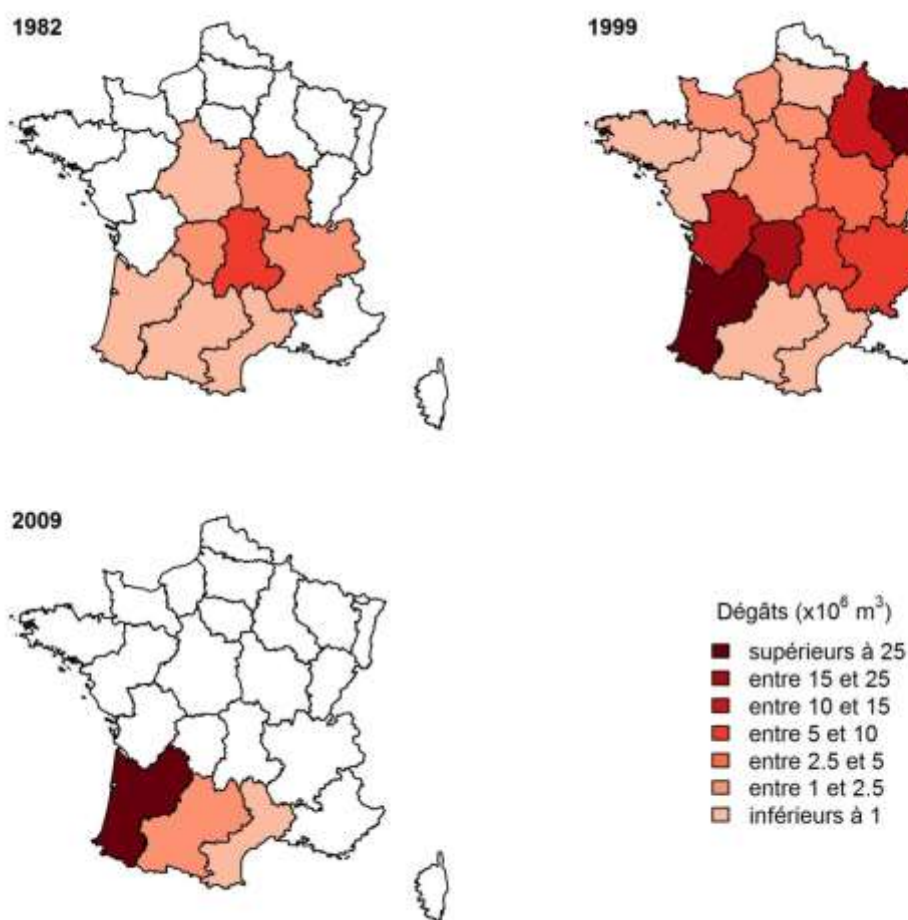 1982
1999
2009
Dégâts (x10⁶ m³)
supérieurs à 25
entre 15 et 25
entre 10 et 15
entre 5 et 10
entre 2.5 et 5
entre 1 et 2.5
inférieurs à 1